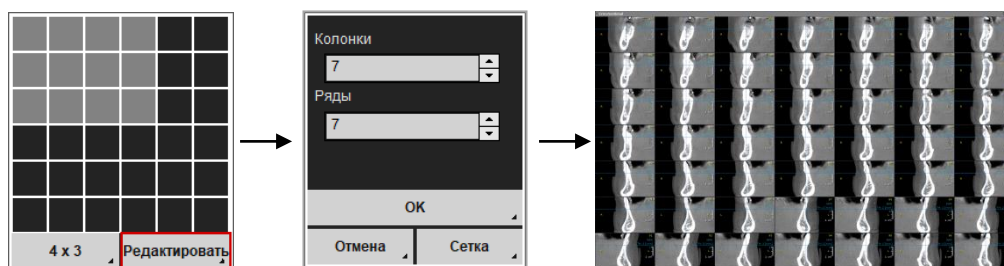 4 x 3
Редактировать
Колонки
7
Ряды
7
OK
Отмена
Сетка